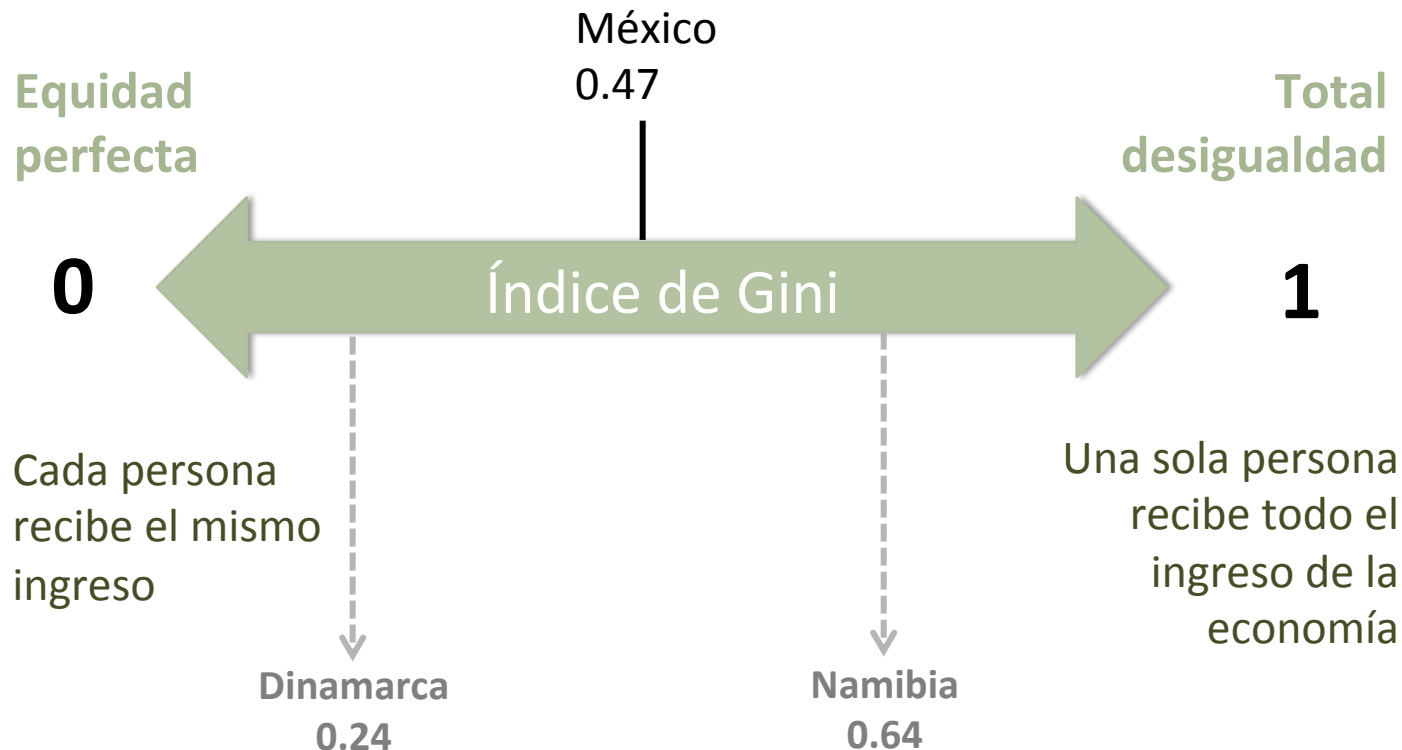 México
0.47
Equidad
perfecta
Total
desigualdad
0
Índice de Gini
1
Cada persona
recibe el mismo
ingreso
Una sola persona
recibe todo el
ingreso de la
economía
Dinamarca
0.24
Namibia
0.64